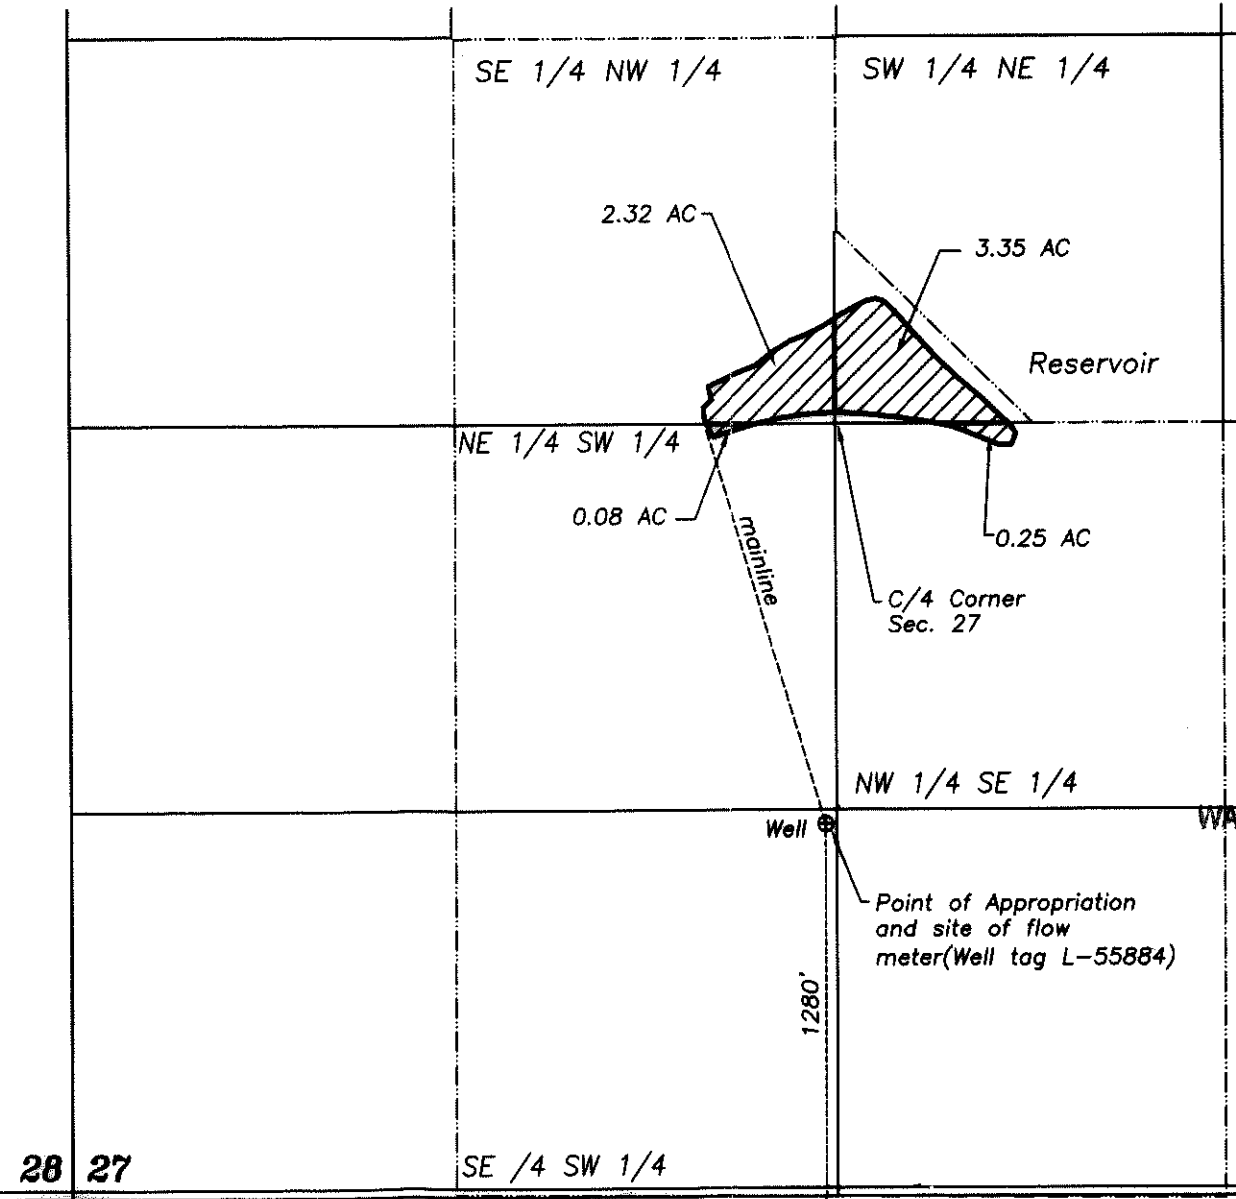 SE 1/4 NW 1/4
SW 1/4 NE 1/4
2.32 AC
3.35 AC
Reservoir
NE 1/4 SW 1/4
0.08 AC
mainline
0.25 AC
C/4 Corner
Sec. 27
NW 1/4 SE 1/4
Well
WA
Point of Appropriation
and site of flow
meter(Well tag L-55884)
1280'
28 27
SE /4 SW 1/4